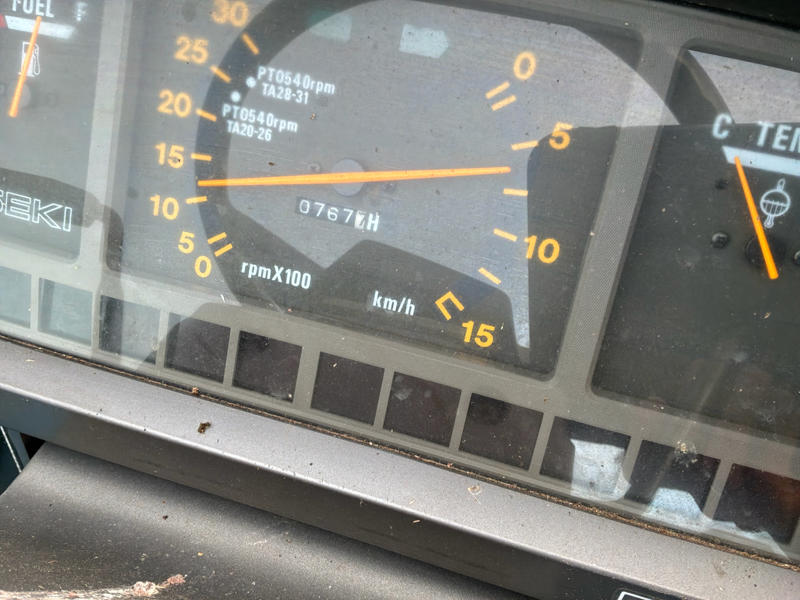 FUEL
30
25
20
15
10
5
0
PTO540rpm
TA28-31
PTO540rpm
TA20-26
0
5
10
15
H
rpmX100
km/h
SEKI
C TEM